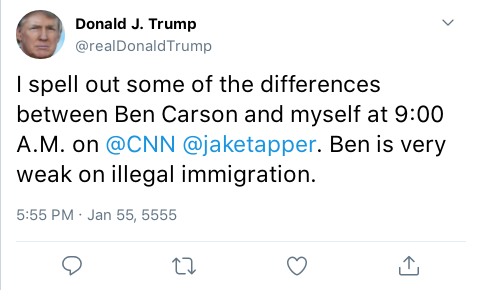 Donald J. Trump
@realDonaldTrump
I spell out some of the differences
between Ben Carson and myself at 9:00
A.M. on @CNN @jaketapper. Ben is very
weak on illegal immigration.
5:55 PM · Jan 55, 5555